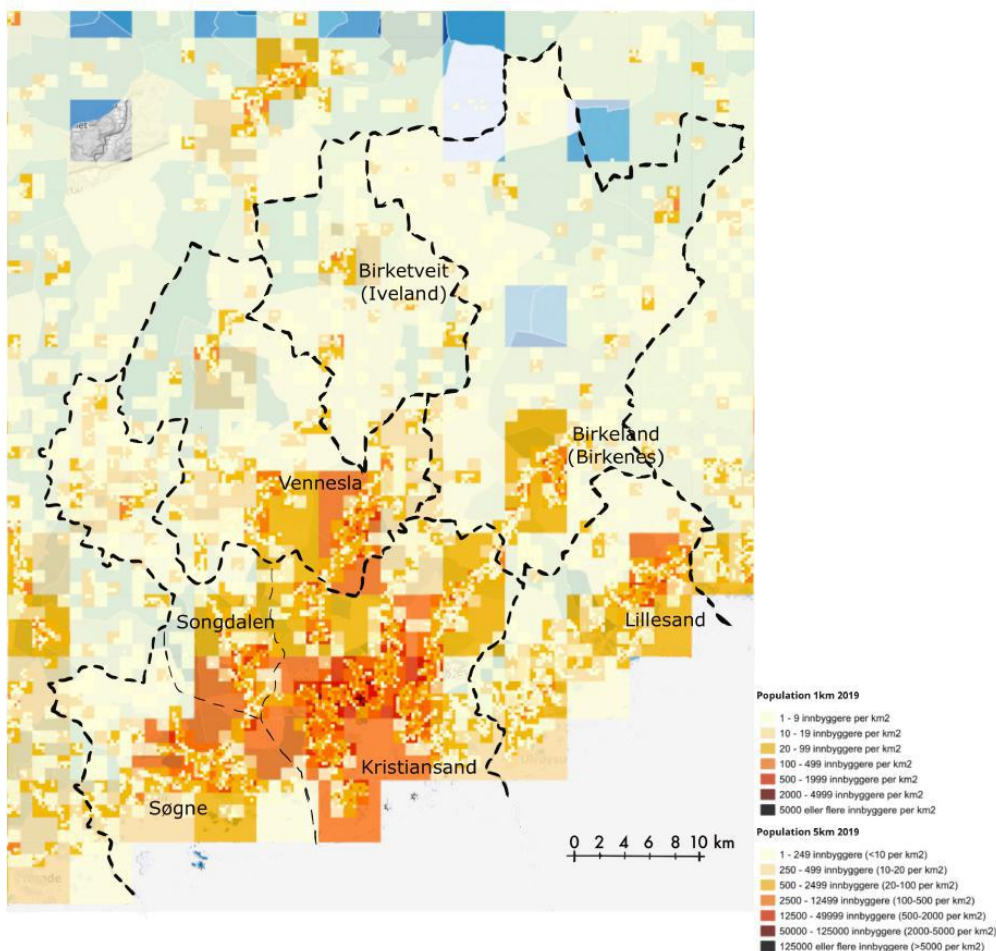 Birketveit
(Iveland)
Birkeland
(Birkenes)
Vennesla
Songdalen
Lillesand
Kristiansand
Søgne
0 2 4 6 8 10 km
Population 1km 2019
1 - 9 innbyggere per km2
10 - 19 innbyggere per km2
20 - 99 innbyggere per km2
100 - 499 innbyggere per km2
500 - 1999 innbyggere per km2
2000 - 4999 innbyggere per km2
5000 eller flere innbyggere per km2
Population 5km 2019
1 - 249 innbyggere (<10 per km2)
250 - 499 innbyggere (10-20 per km2)
500 - 2499 innbyggere (20-100 per km2)
2500 - 12499 innbyggere (100-500 per km2)
12500 - 49999 innbyggere (500-2000 per km2)
50000 - 125000 innbyggere (2000-5000 per km2)
125000 eller flere innbyggere (>5000 per km2)